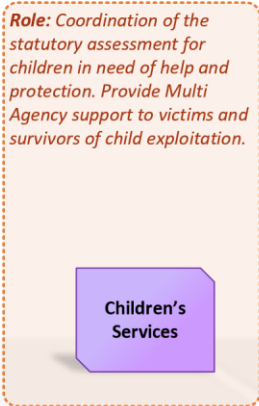 Role: Coordination of the
statutory assessment for
children in need of help and
protection. Provide Multi
Agency support to victims and
survivors of child exploitation.
Children’s
Services